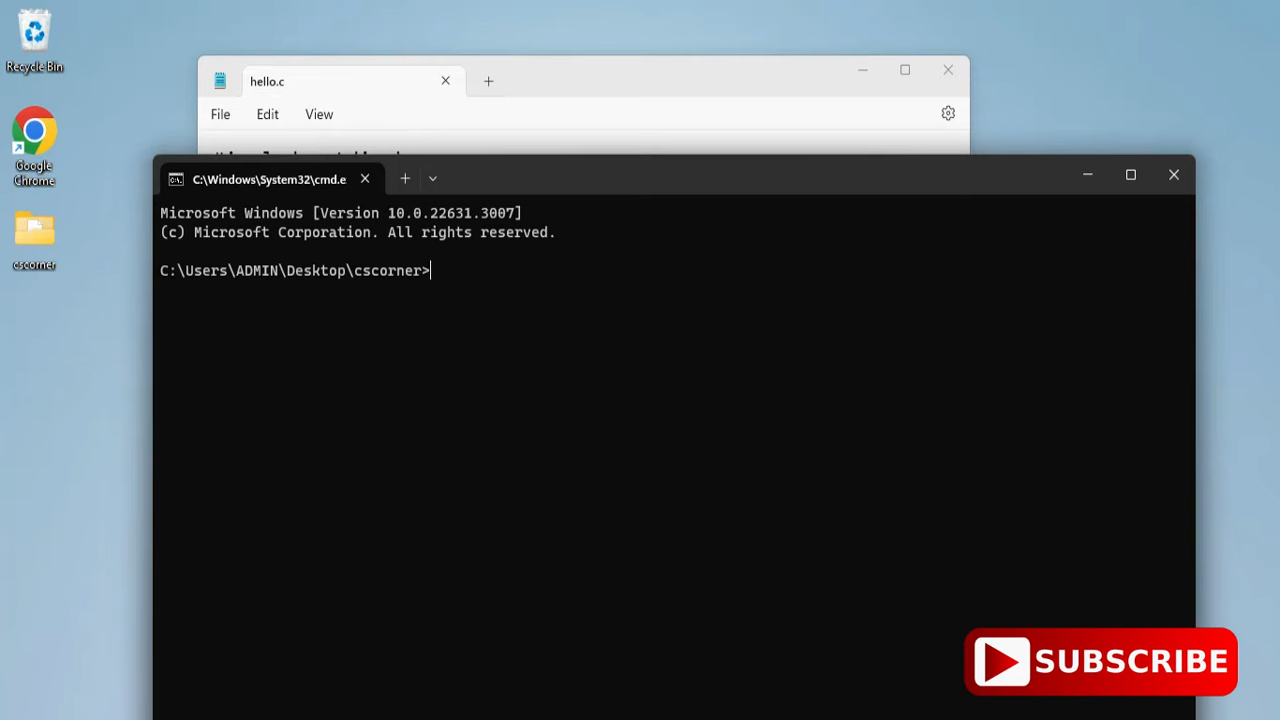 Recycle Bin
hello.c
File Edit View
Google
Chrome
C:\Windows\System32\cmd.e
Microsoft Windows [Version 10.0.22631.3007]
(c) Microsoft Corporation. All rights reserved.
cscorner
C:\Users\ADMIN\Desktop\cscorner>
SUBSCRIBE